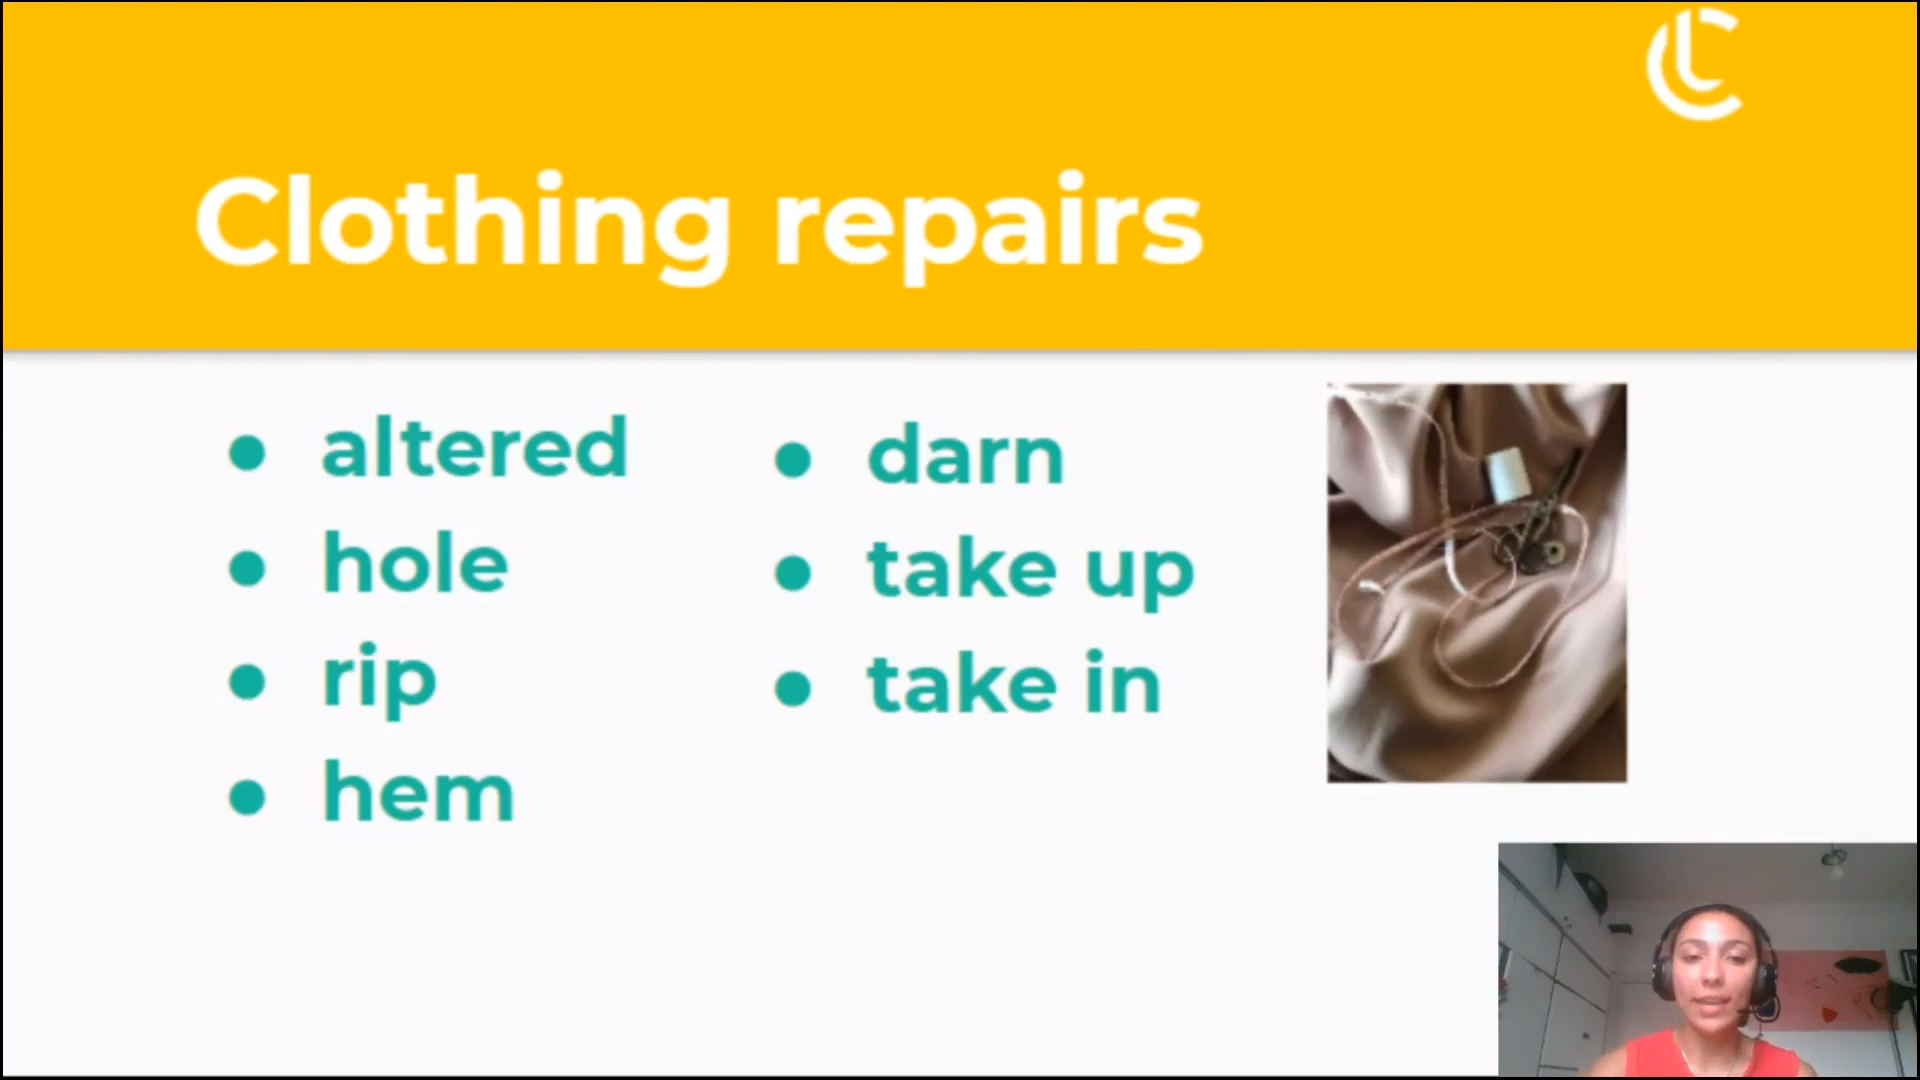 Clothing repairs
altered
hole
rip
hem
darn
take up
take in